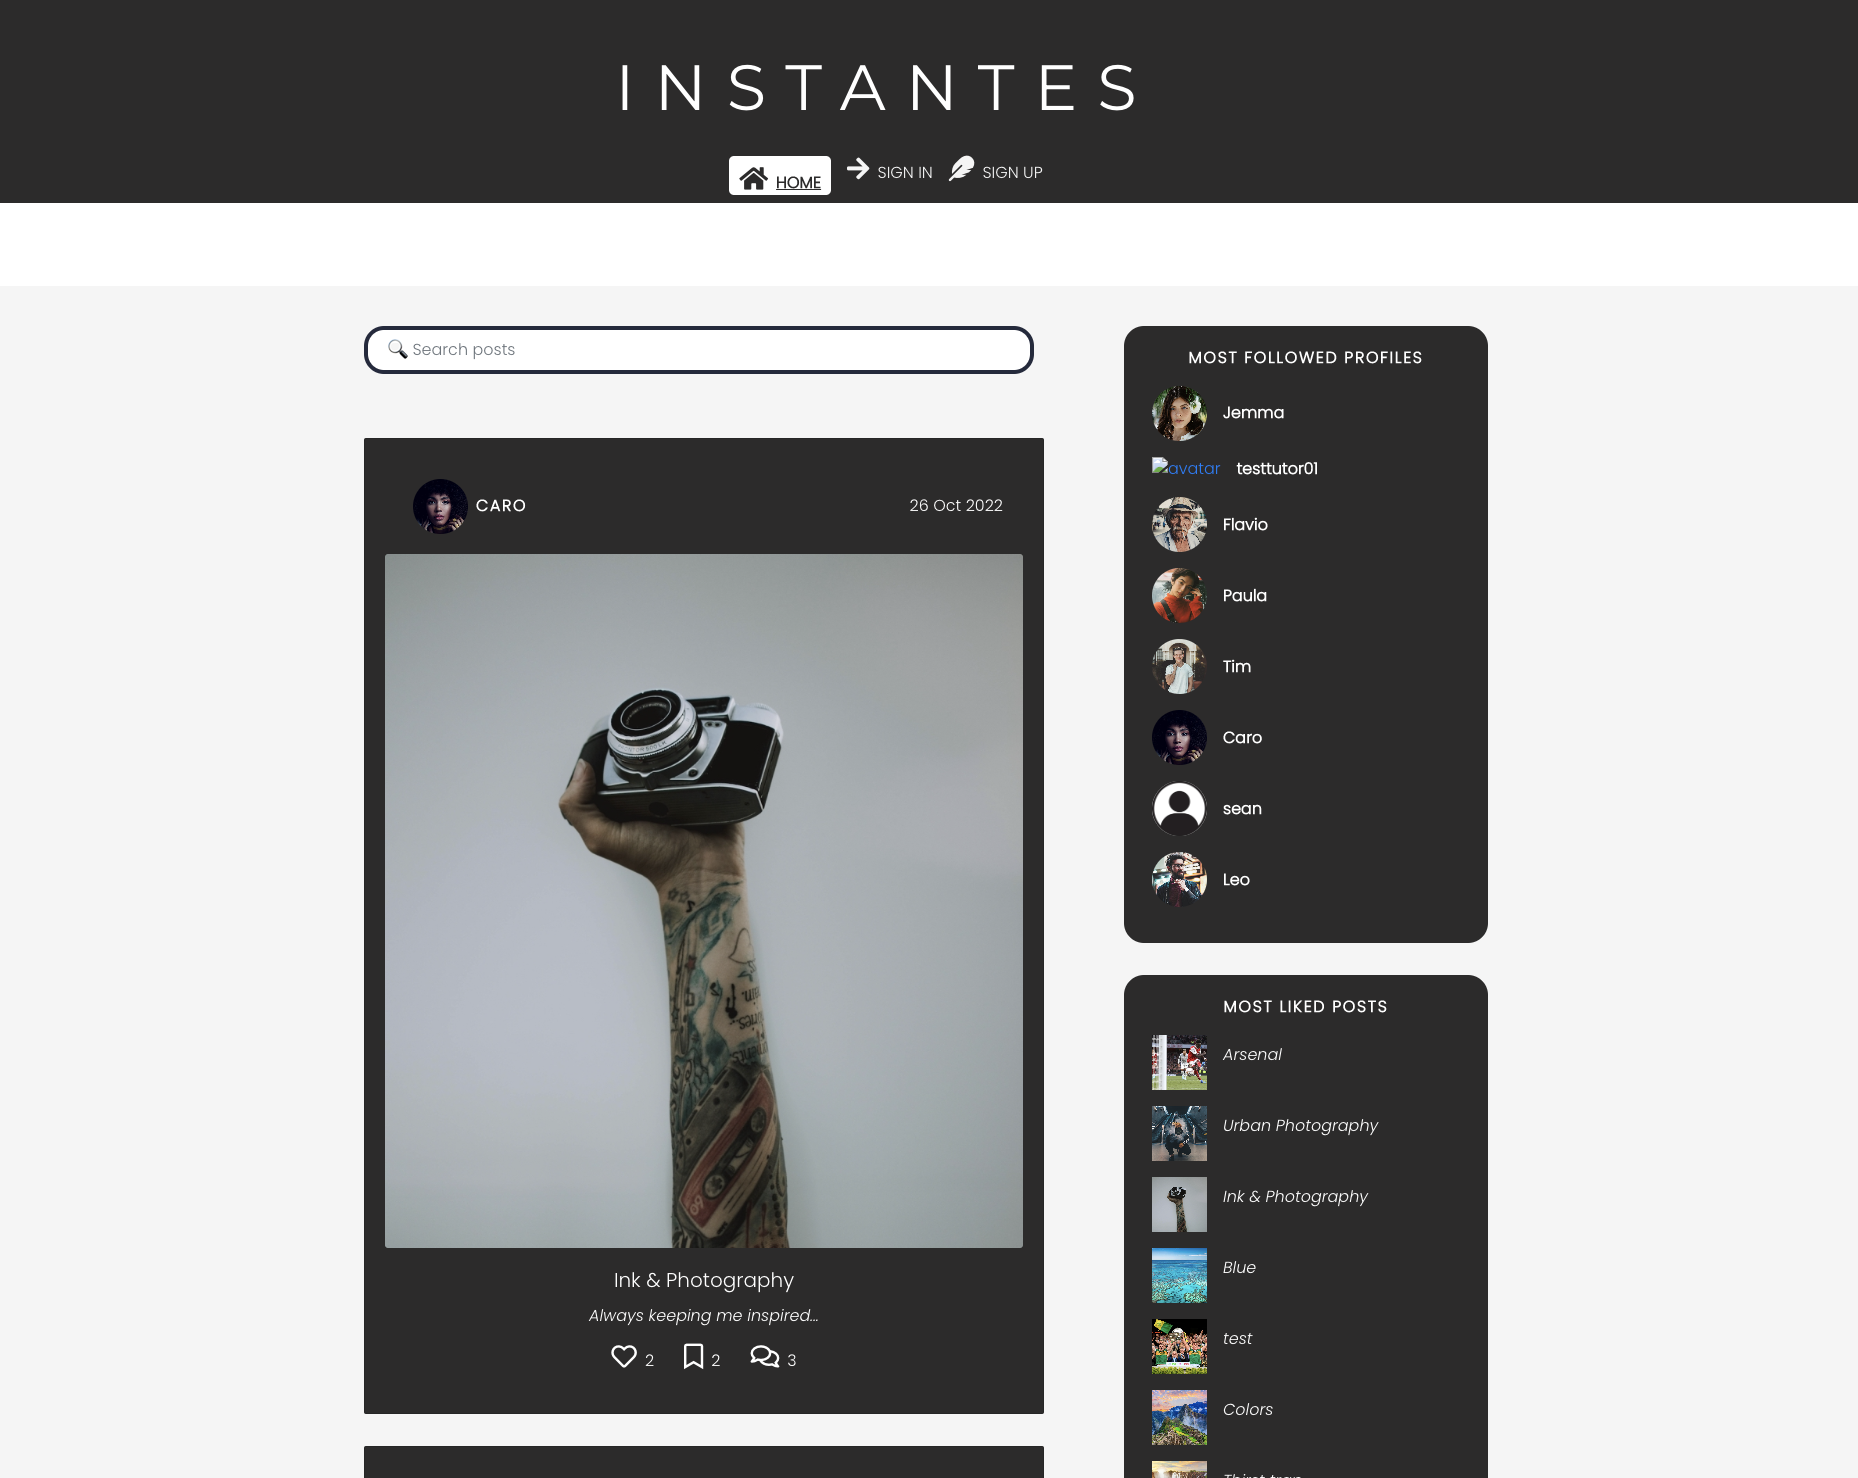 INSTANTES
HOME SIGN IN SIGN UP
Search posts
CARO 26 Oct 2022
Ink & Photography
Always keeping me inspired...
2 2 3
MOST FOLLOWED PROFILES
Jemma
avatar testtutor01
Flavio
Paula
Tim
Caro
sean
Leo
MOST LIKED POSTS
Arsenal
Urban Photography
Ink & Photography
Blue
test
Colors